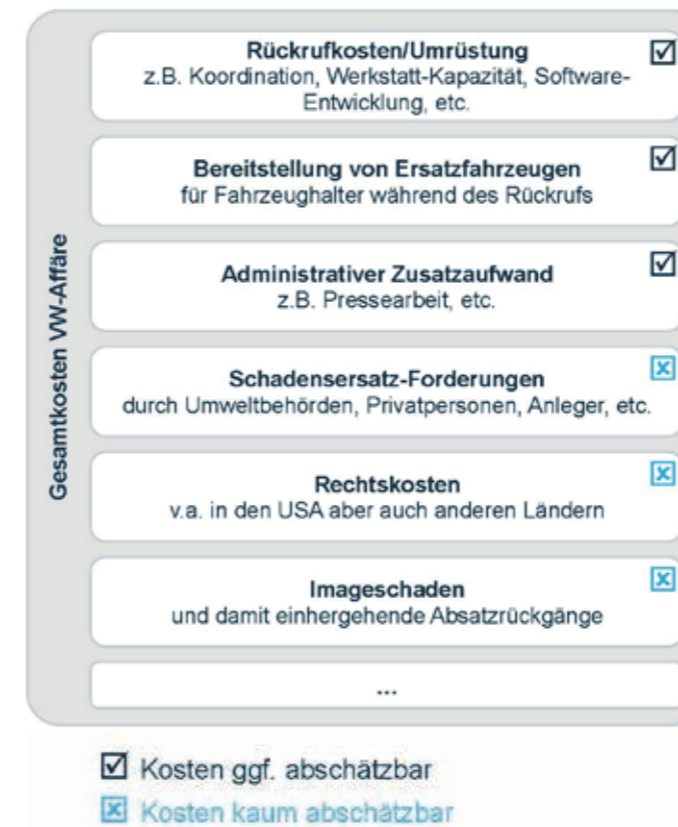 Gesamtkosten VW-Affäre
Rückrufkosten/Umrüstung
z.B. Koordination, Werkstatt-Kapazität, Software-
Entwicklung, etc.
Bereitstellung von Ersatzfahrzeugen
für Fahrzeughalter während des Rückrufs
Administrativer Zusatzaufwand
z.B. Pressearbeit, etc.
Schadensersatz-Forderungen
durch Umweltbehörden, Privatpersonen, Anleger, etc.
Rechtskosten
v.a. in den USA aber auch anderen Ländern
Imageschaden
und damit einhergehende Absatzrückgänge
...
Kosten ggf. abschätzbar
Kosten kaum abschätzbar